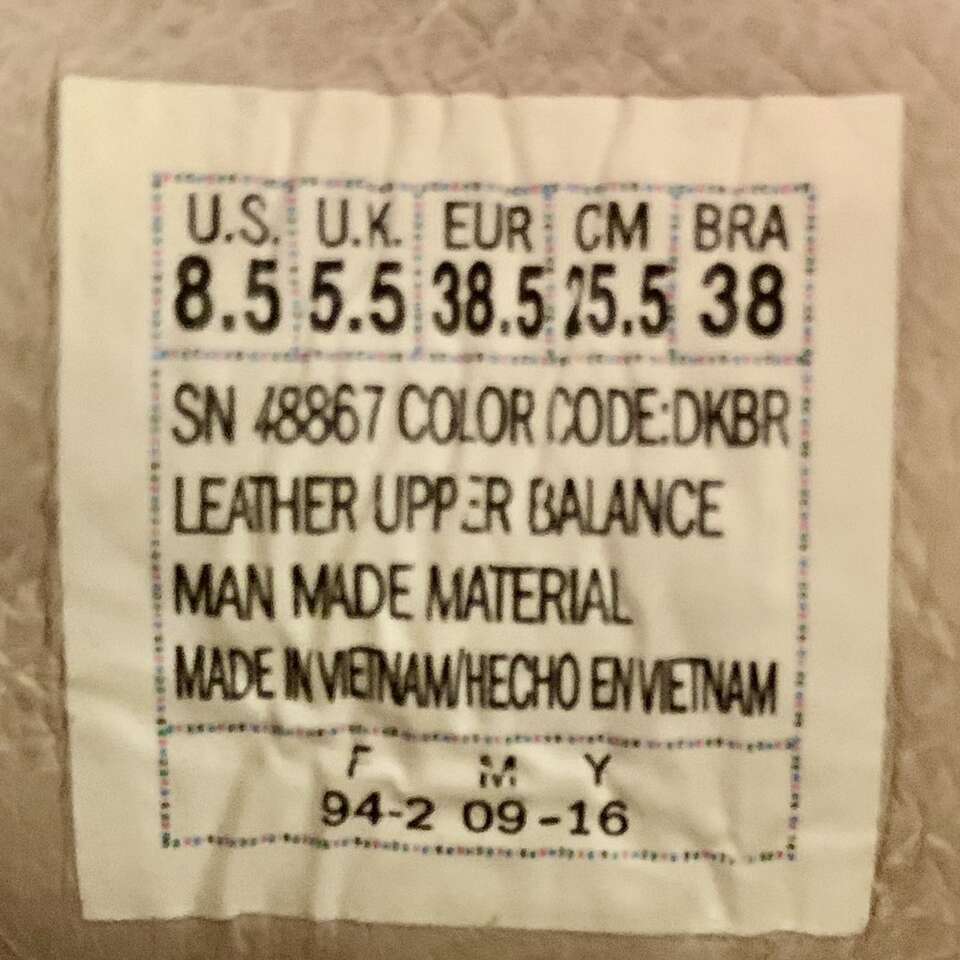 U.S. U.K. EUR CM BRA
8.5 5.5 38.5 25.5 38
SN 48867 COLOR CODE:DKBR
LEATHER UPPER BALANCE
MAN MADE MATERIAL
MADE IN VIETNAM/HECHO EN VIETNAM
F M Y
94-2 09-16